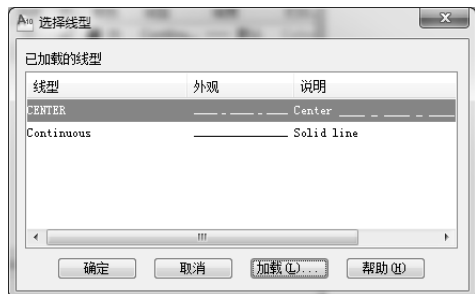 A10 选择线型
已加载的线型
线型 外观 说明
CENTER Center
Continuous Solid line
确定 取消 加载(L)... 帮助(H)